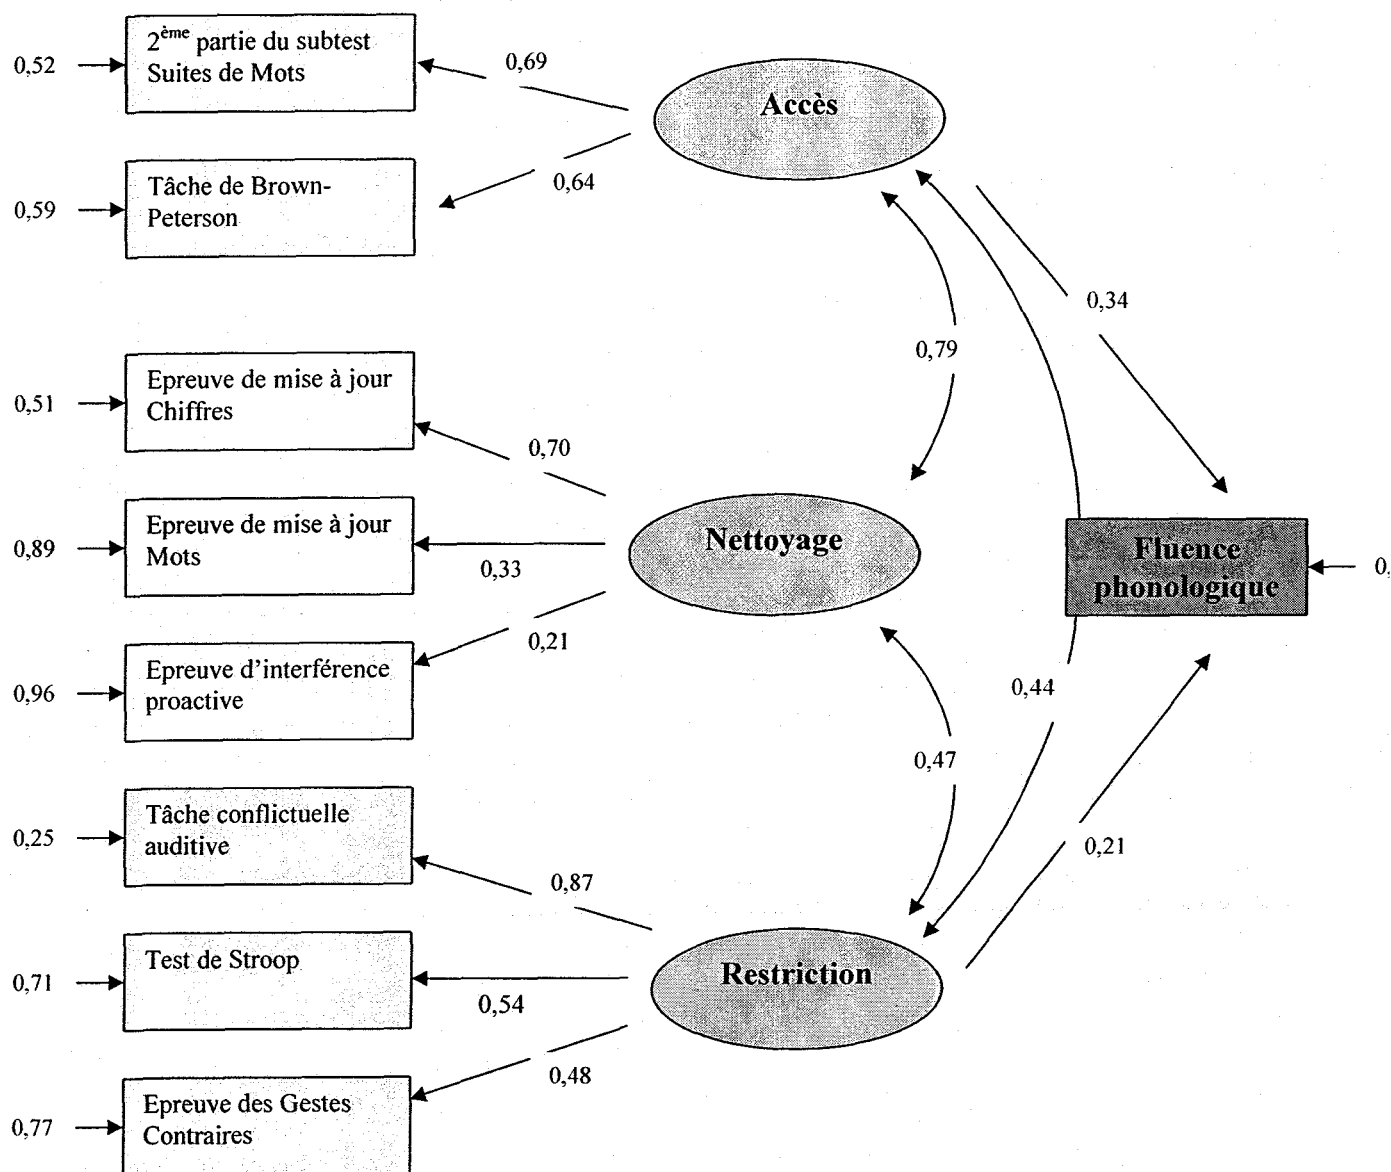 2ème partie du subtest
Suites de Mots
0,52
0,69
Accès
Tâche de Brown-
Peterson
0,59
0,64
0,34
0,79
Epreuve de mise à jour
Chiffres
0,51
0,70
Epreuve de mise à jour
Mots
0,89
0,33
Nettoyage
Fluence
phonologique
0,
Epreuve d'interférence
proactive
0,96
0,21
0,44
0,47
Tâche conflictuelle
auditive
0,25
0,87
0,21
Test de Stroop
0,71
0,54
Restriction
Epreuve des Gestes
Contraires
0,77
0,48